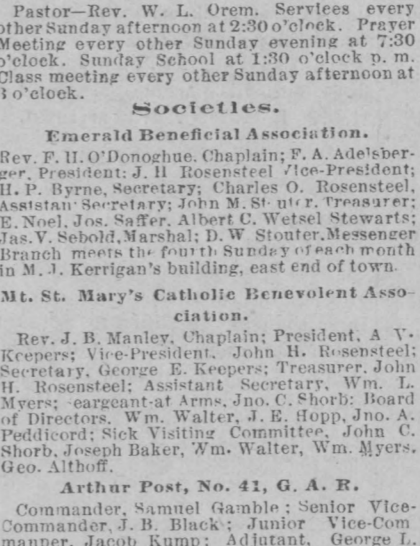 Pastor—Rev. W. L. Orem. Services every
other Sunday afternoon at 2:30 o'clock. Prayer
Meeting every other Sunday evening at 7:30
o'clock. Sunday School at 1:30 o'clock p. m.
Class meeting every other Sunday afternoon at
3 o'clock.
Societies.
Emerald Beneficial Association.
Rev. F. H. O'Donoghue, Chaplain; F. A. Adelsber-
ger, President; J. H Rosensteel Vice-President;
H. P. Byrne, Secretary; Charles O. Rosensteel,
Assistant Secretary; John M. Stouter, Treasurer;
E. Noel, Jos. Saffer, Albert C. Wetsel Stewarts;
Jas. V. Sebold, Marshal; D. W Stouter, Messenger
Branch meets the fourth Sunday of each month
in M. J. Kerrigan's building, east end of town.
Mt. St. Mary's Catholic Benevolent Asso-
ciation.
Rev. J. B. Manley, Chaplain; President, A V.
Keepers; Vice-President, John H. Rosensteel;
Secretary, George E. Keepers; Treasurer, John
H. Rosensteel; Assistant Secretary, Wm. L.
Myers; eargeant-at Arms, Jno. C. Shorb; Board
of Directors, Wm. Walter, J. E. Hopp, Jno. A.
Peddicord; Sick Visiting Committee, John C.
Shorb, Joseph Baker, Wm. Walter, Wm. Myers,
Geo. Althoff.
Arthur Post, No. 41, G. A. R.
Commander, Samuel Gamble; Senior Vice-
Commander, J. B. Black; Junior Vice-Com
manner, Jacob Kump; Adjutant, George L.